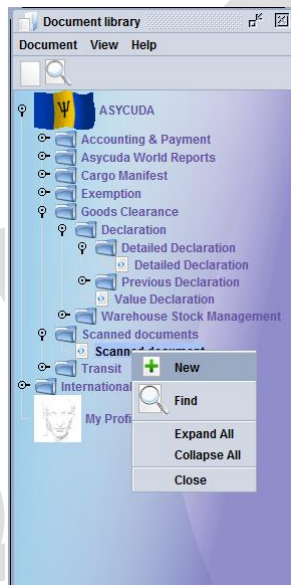 Document library
Document View Help
ASYCUDA
Accounting & Payment
Asycuda World Reports
Cargo Manifest
Exemption
Goods Clearance
Declaration
Detailed Declaration
Detailed Declaration
Previous Declaration
Value Declaration
Warehouse Stock Management
Scanned documents
Scanned document
Transit
International
My Profi
New
Find
Expand All
Collapse All
Close